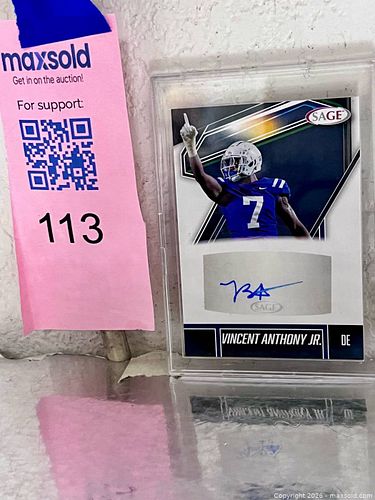 maxsold
Get in on the auction!
For support:
113
SAGE
7
SAGE
VINCENT ANTHONY JR.
DE
Copyright 2026 - maxsold.com